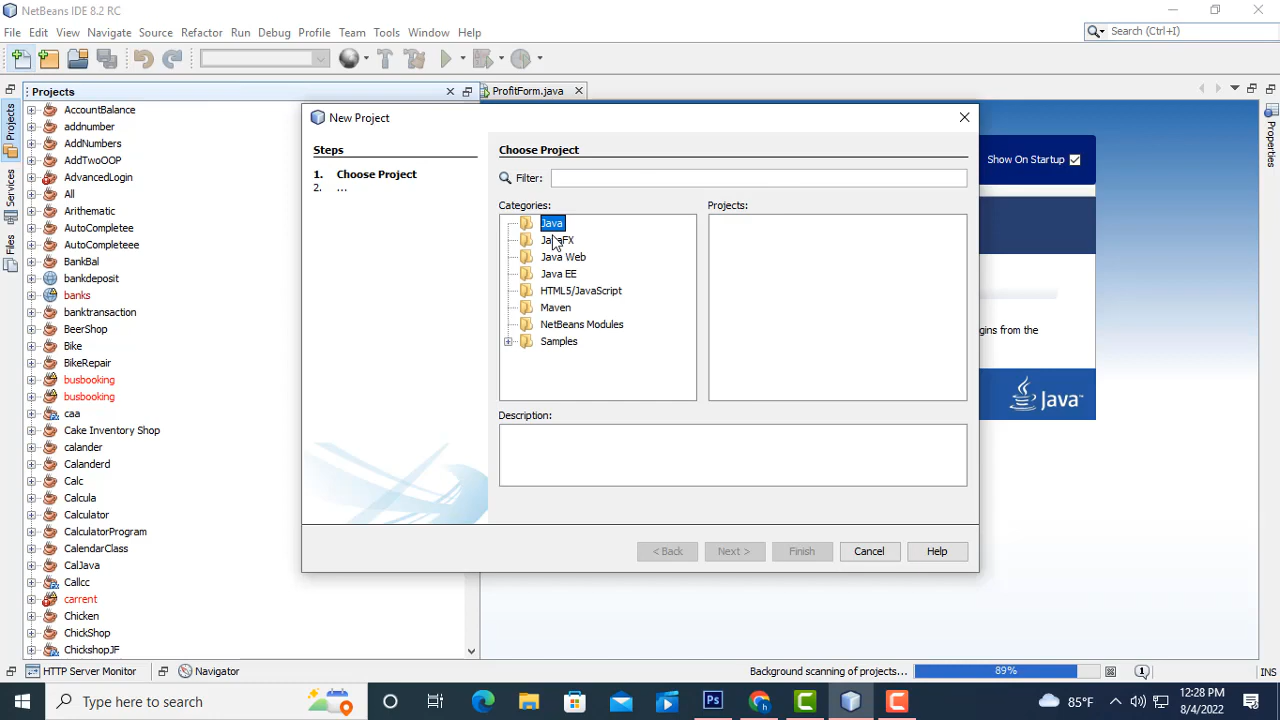 NetBeans IDE 8.2 RC
File Edit View Navigate Source Refactor Run Debug Profile Team Tools Window Help
Search (Ctrl+I)
Projects
ProfitForm.java
Projects
Services
Files
Properties
AccountBalance
addnumber
AddNumbers
AddTwoOOP
AdvancedLogin
All
Arithematic
AutoCompletee
AutoCompleteee
BankBal
bankdeposit
banks
banktransaction
BeerShop
Bike
BikeRepair
busbooking
busbooking
caa
Cake Inventory Shop
calander
Calanderd
Calc
Calcula
Calculator
CalculatorProgram
CalendarClass
CalJava
Callcc
carrent
Chicken
ChickShop
ChickshopJF
New Project
Steps
1. Choose Project
2. ...
Choose Project
Filter:
Categories:
Projects:
Java
JavaFX
Java Web
Java EE
HTML5/JavaScript
Maven
NetBeans Modules
Samples
Description:
< Back
Next >
Finish
Cancel
Help
Show On Startup
gins from the
Java™
HTTP Server Monitor
Navigator
Background scanning of projects...
89%
1
INS
Type here to search
Ps
85°F
12:28 PM
8/4/2022